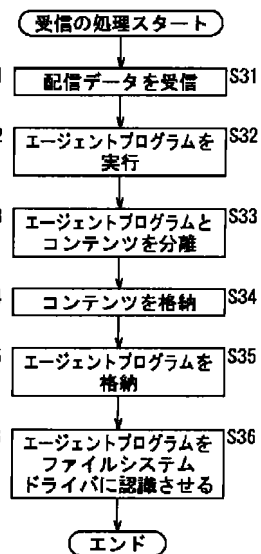 受信の処理スタート
配信データを受信 S31
エージェントプログラムを S32
実行
エージェントプログラムと S33
コンテンツを分離
コンテンツを格納 S34
エージェントプログラムを S35
格納
エージェントプログラムを S36
ファイルシステム
ドライバに認識させる
エンド